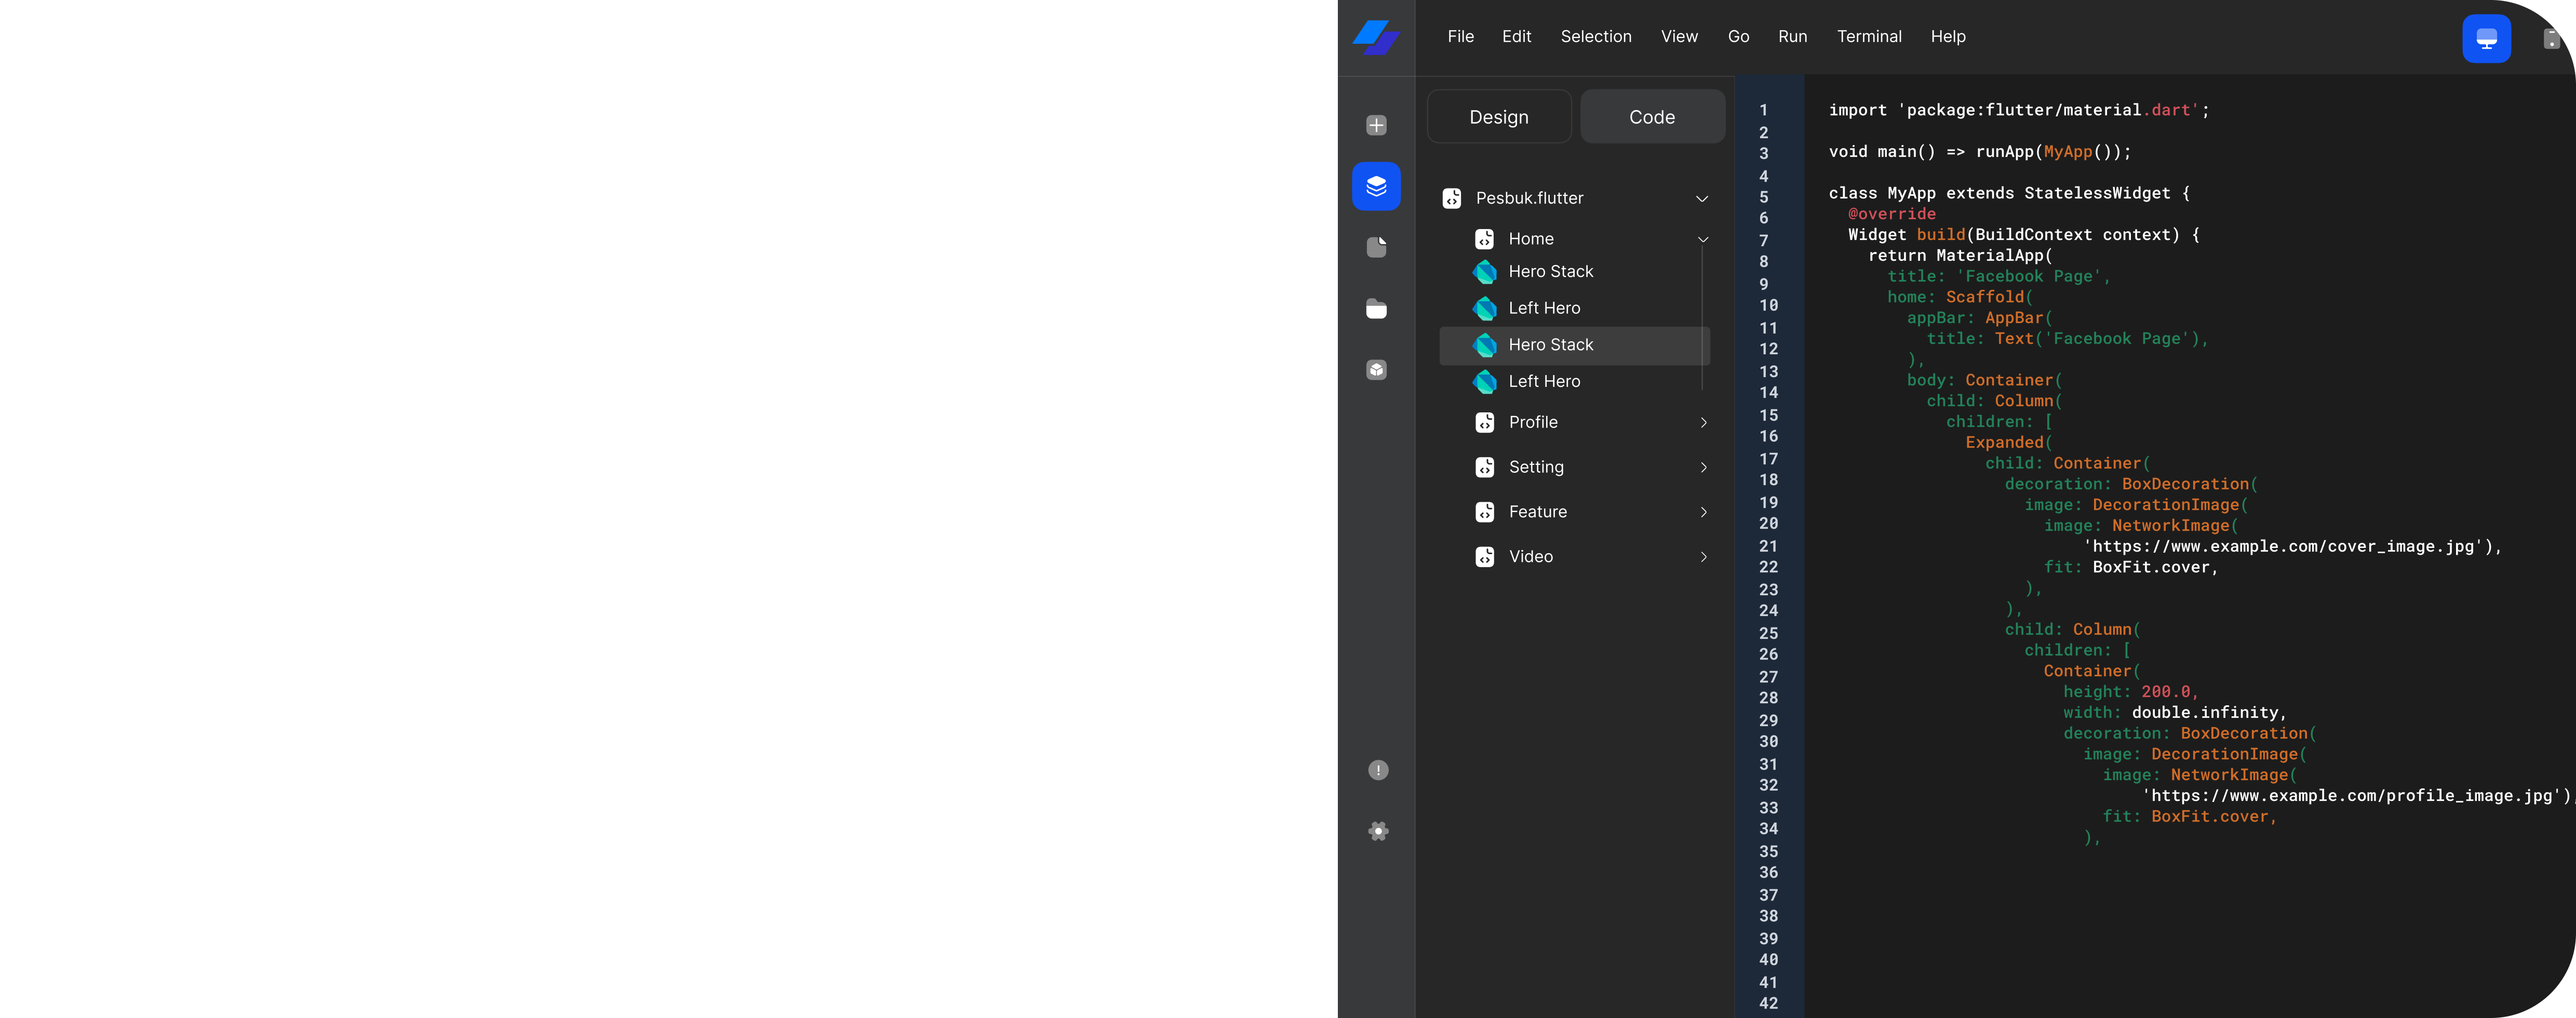 File Edit Selection View Go Run Terminal Help
Design Code
Pesbuk.flutter
Home
Hero Stack
Left Hero
Hero Stack
Left Hero
Profile
Setting
Feature
Video
1
2
3
4
5
6
7
8
9
10
11
12
13
14
15
16
17
18
19
20
21
22
23
24
25
26
27
28
29
30
31
32
33
34
35
36
37
38
39
40
41
42
import 'package:flutter/material.dart';
void main() => runApp(MyApp());
class MyApp extends StatelessWidget {
@override
Widget build(BuildContext context) {
return MaterialApp(
title: 'Facebook Page',
home: Scaffold(
appBar: AppBar(
title: Text('Facebook Page'),
),
body: Container(
child: Column(
children: [
Expanded(
child: Container(
decoration: BoxDecoration(
image: DecorationImage(
image: NetworkImage(
'https://www.example.com/cover_image.jpg'),
fit: BoxFit.cover,
),
),
child: Column(
children: [
Container(
height: 200.0,
width: double.infinity,
decoration: BoxDecoration(
image: DecorationImage(
image: NetworkImage(
'https://www.example.com/profile_image.jpg'),
fit: BoxFit.cover,
),